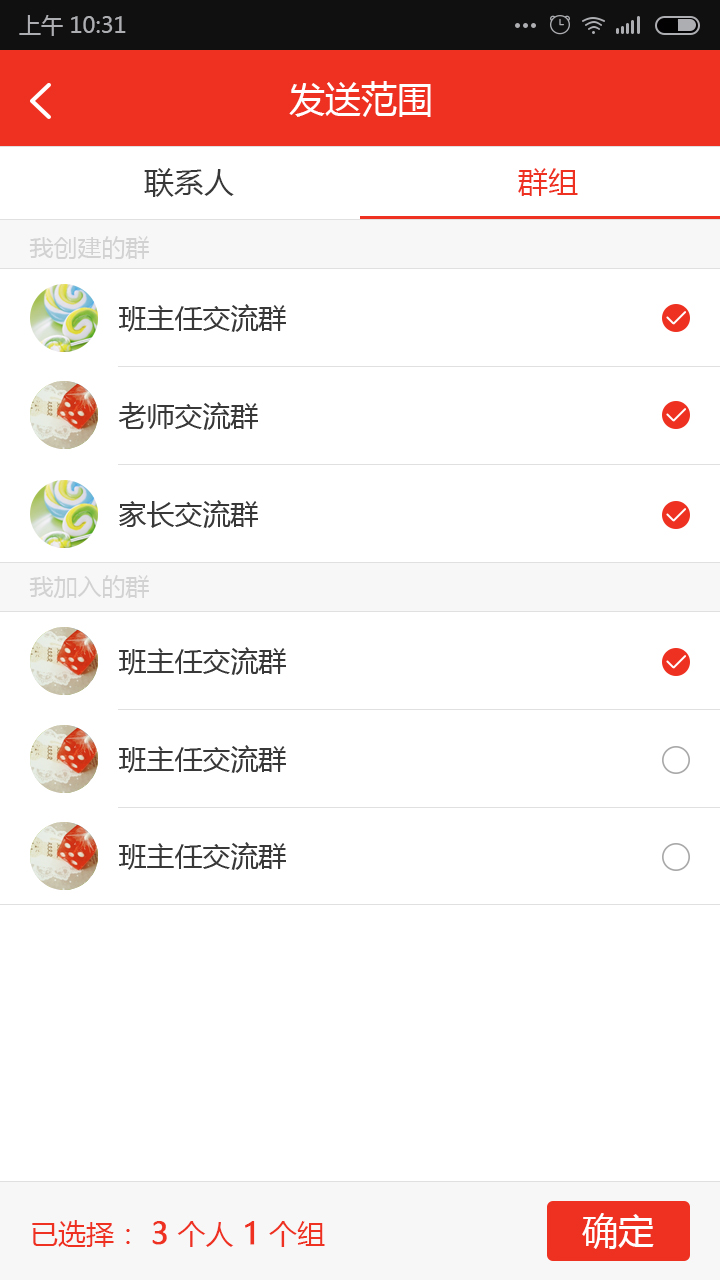 上午 10:31
发送范围
联系人
群组
我创建的群
班主任交流群
老师交流群
家长交流群
我加入的群
班主任交流群
班主任交流群
班主任交流群
已选择： 3 个人 1 个组
确定